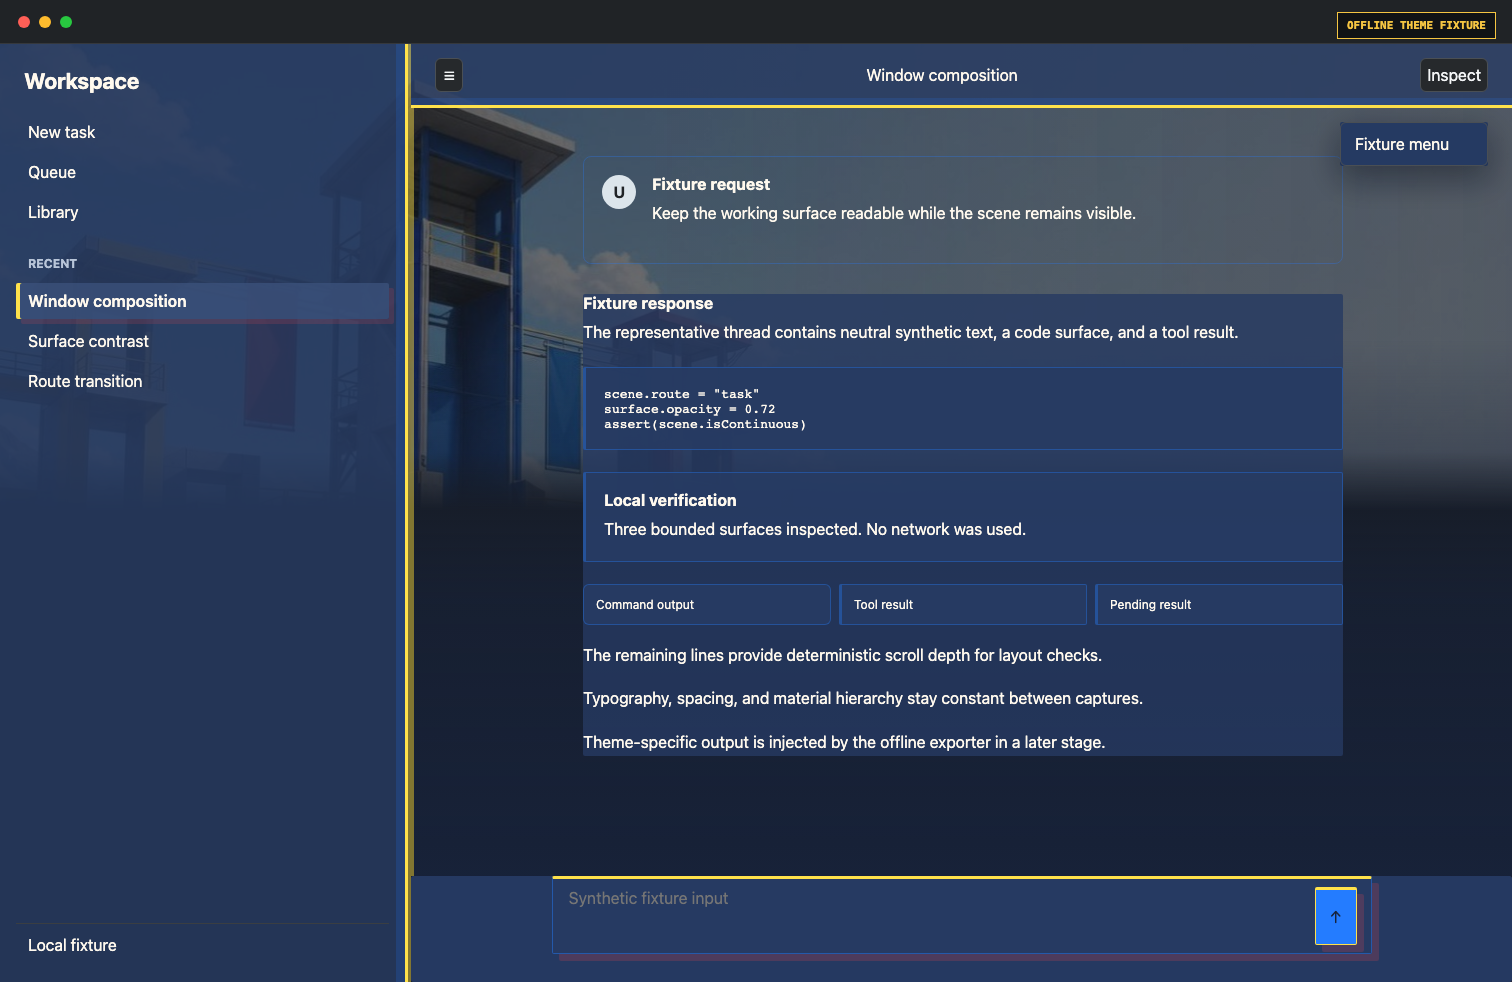 OFFLINE THEME FIXTURE
Workspace
New task
Queue
Library
RECENT
Window composition
Surface contrast
Route transition
Local fixture
Window composition
Inspect
Fixture menu
U
Fixture request
Keep the working surface readable while the scene remains visible.
Fixture response
The representative thread contains neutral synthetic text, a code surface, and a tool result.
scene.route = "task"
surface.opacity = 0.72
assert(scene.isContinuous)
Local verification
Three bounded surfaces inspected. No network was used.
Command output
Tool result
Pending result
The remaining lines provide deterministic scroll depth for layout checks.
Typography, spacing, and material hierarchy stay constant between captures.
Theme-specific output is injected by the offline exporter in a later stage.
Synthetic fixture input